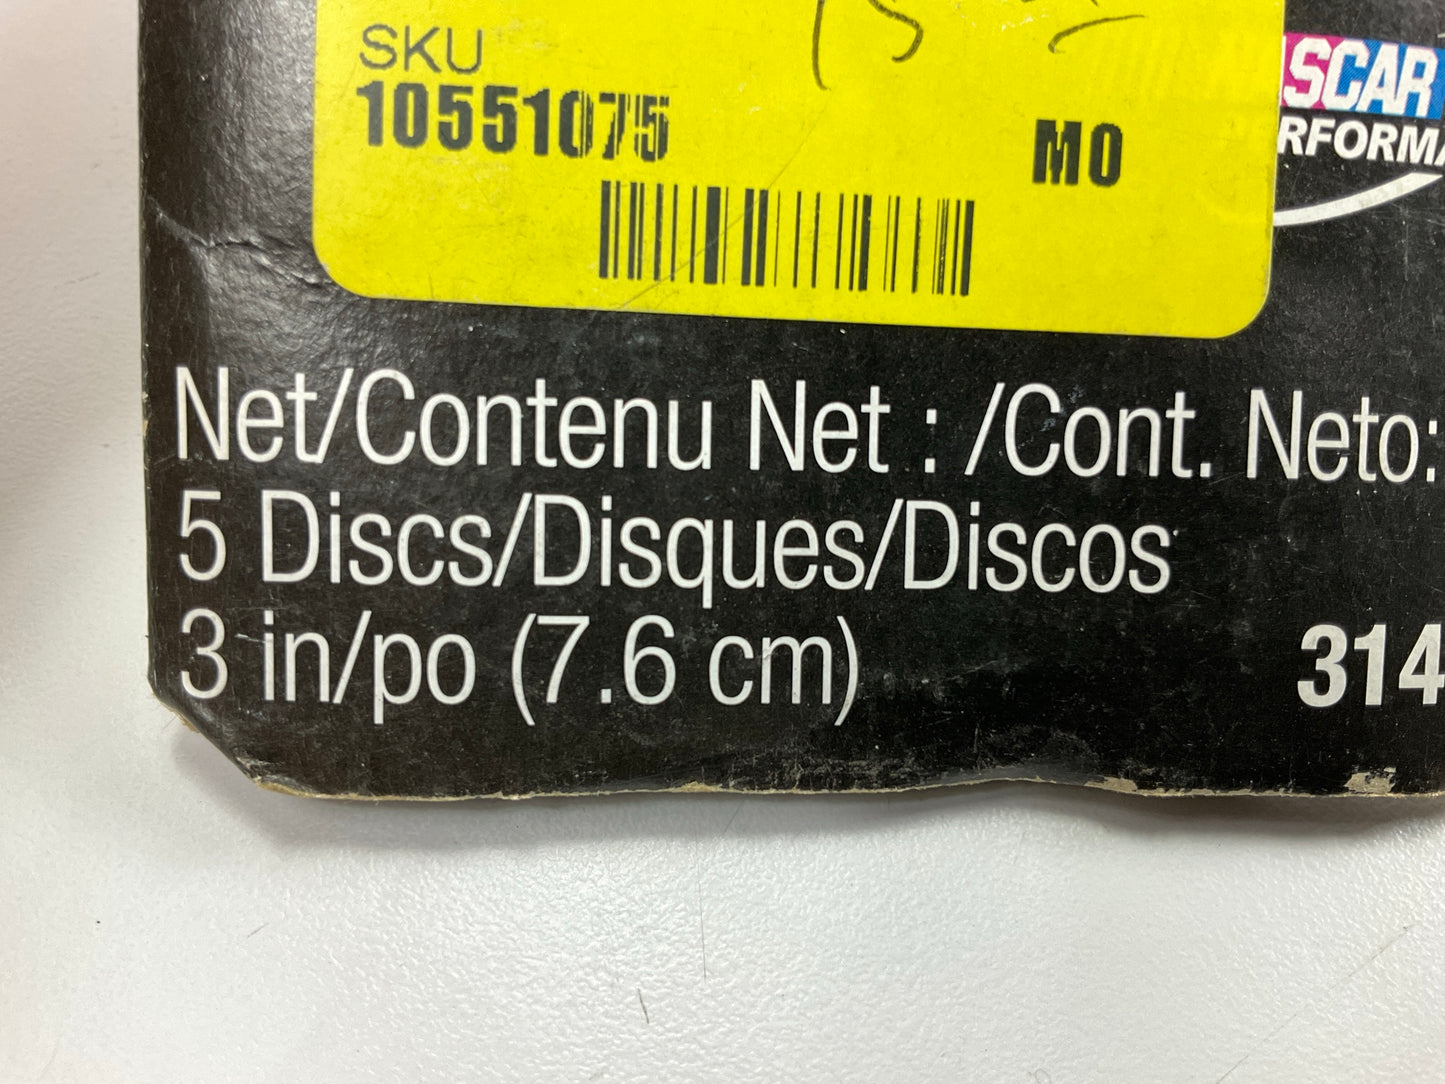 SKU
10551075
M0
SCAR
RFORMA
Net/Contenu Net : /Cont. Neto:
5 Discs/Disques/Discos
3 in/po (7.6 cm)
314